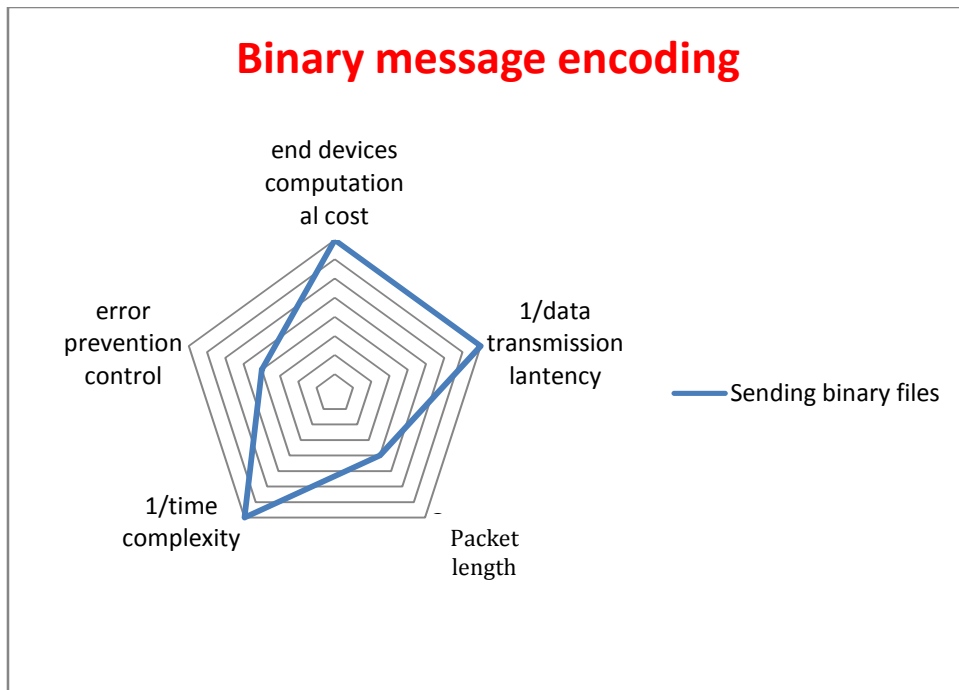 Binary message encoding
end devices
computation
al cost
1/data
transmission
lantency
error
prevention
control
Sending binary files
1/time
complexity
Packet
length